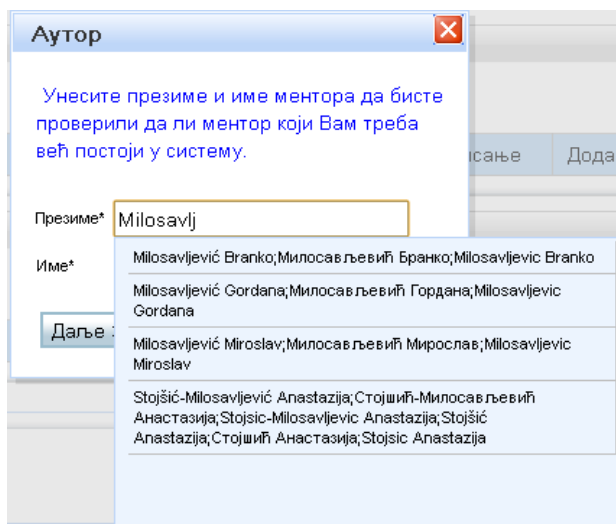 Аутор
Унесите презиме и име ментора да бисте
проверили да ли ментор који Вам треба
већ постоји у систему.
исање Дода
Презиме* Milosavlj
Име*
Milosavljević Branko;Милосављевић Бранко;Milosavljevic Branko
Milosavljević Gordana;Милосављевић Гордана;Milosavljevic
Gordana
Даље
Milosavljević Miroslav;Милосављевић Мирослав;Milosavljevic
Miroslav
Stojšić-Milosavljević Anastazija;Стојшић-Милосављевић
Анастазија;Stojsic-Milosavljevic Anastazija;Stojšić
Anastazija;Стојшић Анастазија;Stojsic Anastazija